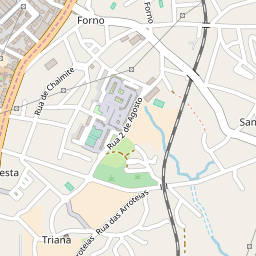 Forno
Forno
Rua de Chaimite
Rua 2 de Agosto
San
esta
Rua das Arroteias
Triana
Arroteias